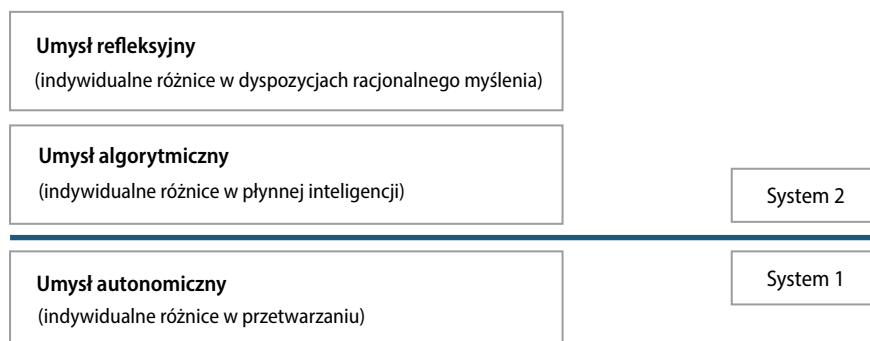 Umysł refleksyjny
(indywidualne różnice w dyspozycjach racjonalnego myślenia)
Umysł algorytmiczny
(indywidualne różnice w płynnej inteligencji)
System 2
Umysł autonomiczny
(indywidualne różnice w przetwarzaniu)
System 1